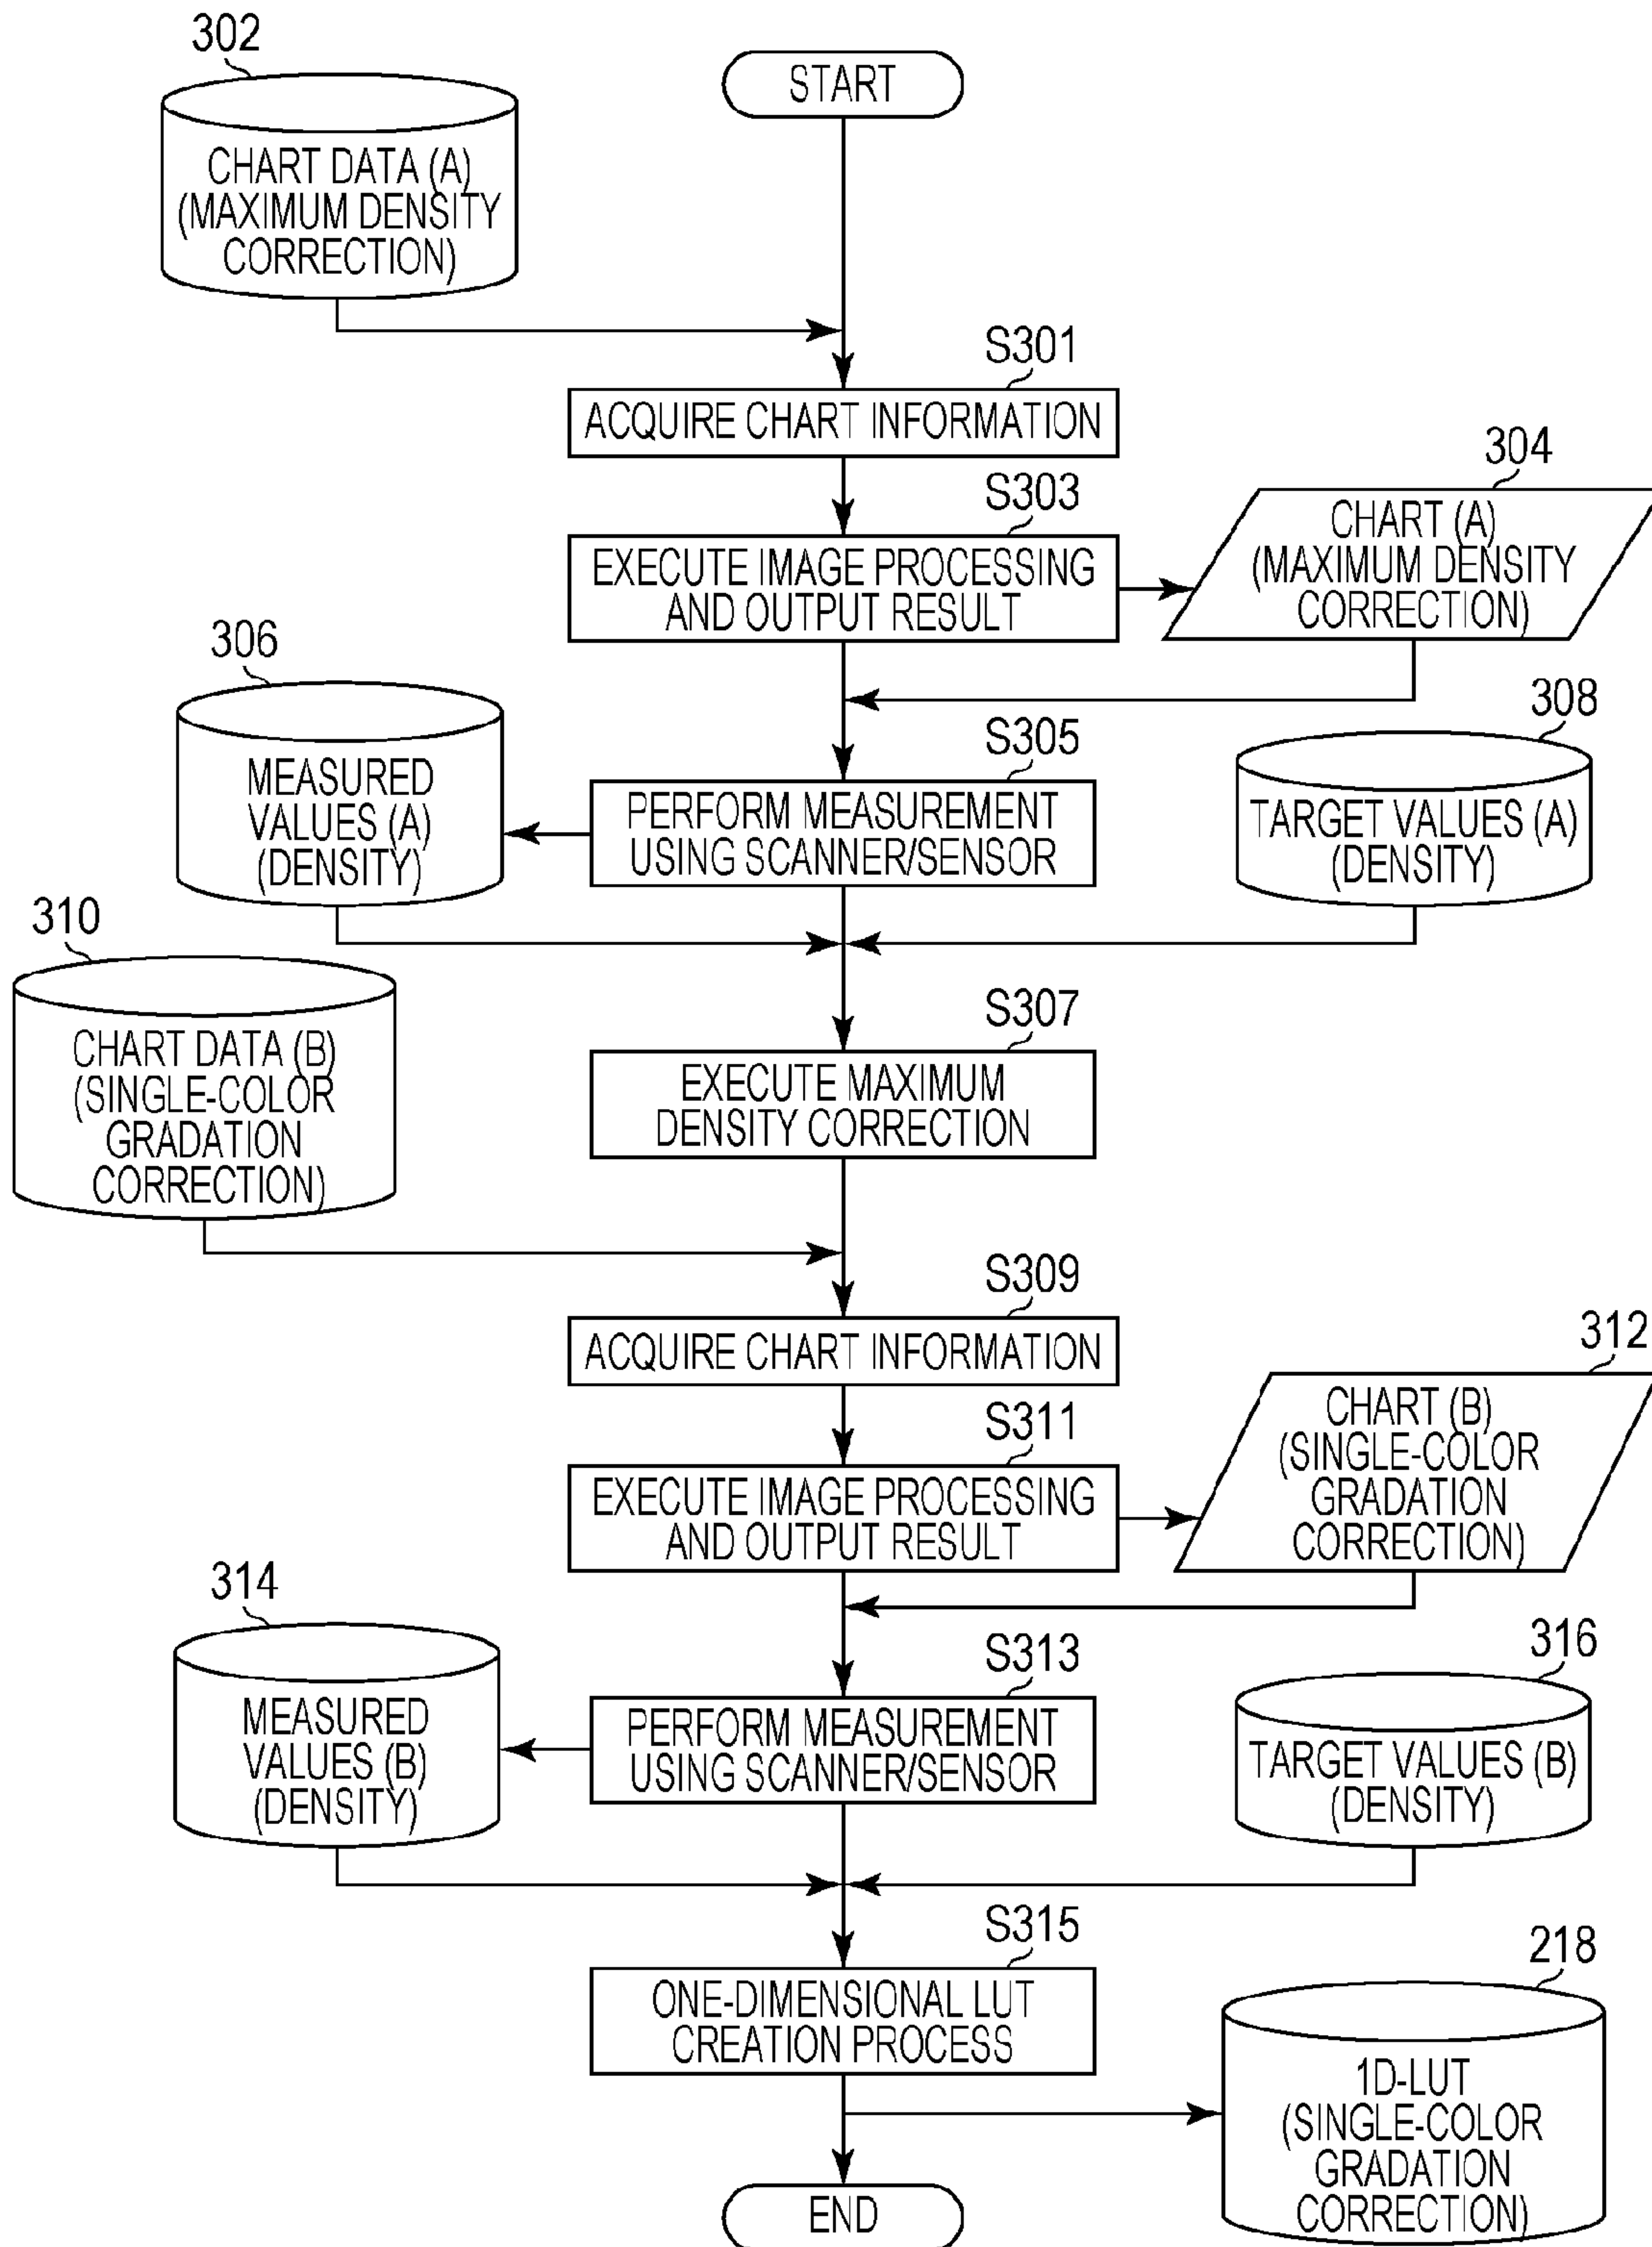 302
START
CHART DATA (A)
(MAXIMUM DENSITY
CORRECTION)
S301
ACQUIRE CHART INFORMATION
S303
EXECUTE IMAGE PROCESSING
AND OUTPUT RESULT
304
CHART (A)
(MAXIMUM DENSITY
CORRECTION)
306
MEASURED
VALUES (A)
(DENSITY)
S305
PERFORM MEASUREMENT
USING SCANNER/SENSOR
308
TARGET VALUES (A)
(DENSITY)
310
CHART DATA (B)
(SINGLE-COLOR
GRADATION
CORRECTION)
S307
EXECUTE MAXIMUM
DENSITY CORRECTION
S309
ACQUIRE CHART INFORMATION
S311
EXECUTE IMAGE PROCESSING
AND OUTPUT RESULT
312
CHART (B)
(SINGLE-COLOR
GRADATION
CORRECTION)
314
MEASURED
VALUES (B)
(DENSITY)
S313
PERFORM MEASUREMENT
USING SCANNER/SENSOR
316
TARGET VALUES (B)
(DENSITY)
S315
ONE-DIMENSIONAL LUT
CREATION PROCESS
218
1D-LUT
(SINGLE-COLOR
GRADATION
CORRECTION)
END